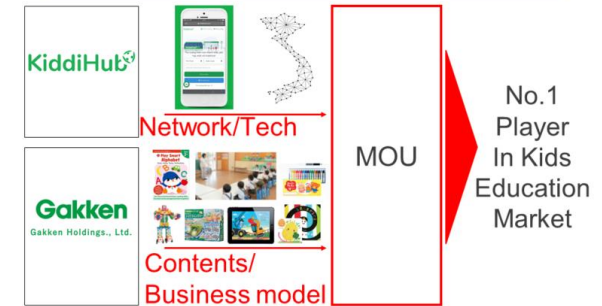 KiddiHub
Network/Tech
Gakken
Gakken Holdings., Ltd.
Contents/
Business model
MOU
No.1
Player
In Kids
Education
Market